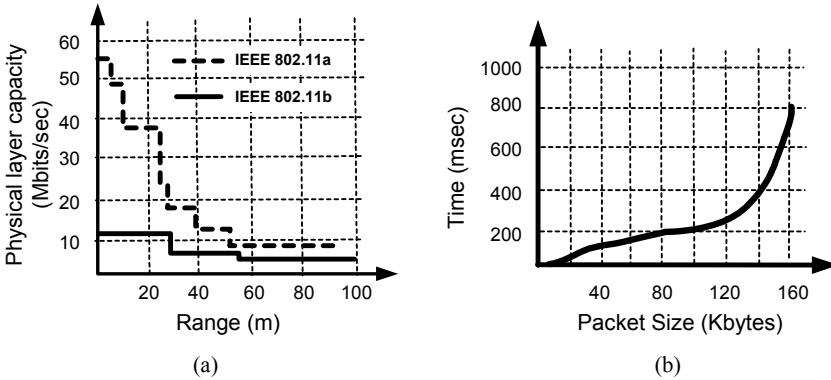 Physical layer capacity
(Mbits/sec)
60
50
40
30
20
10
IEEE 802.11a
IEEE 802.11b
20 40 60 80 100
Range (m)
(a)
Time (msec)
1000
800
600
400
200
40 80 120 160
Packet Size (Kbytes)
(b)